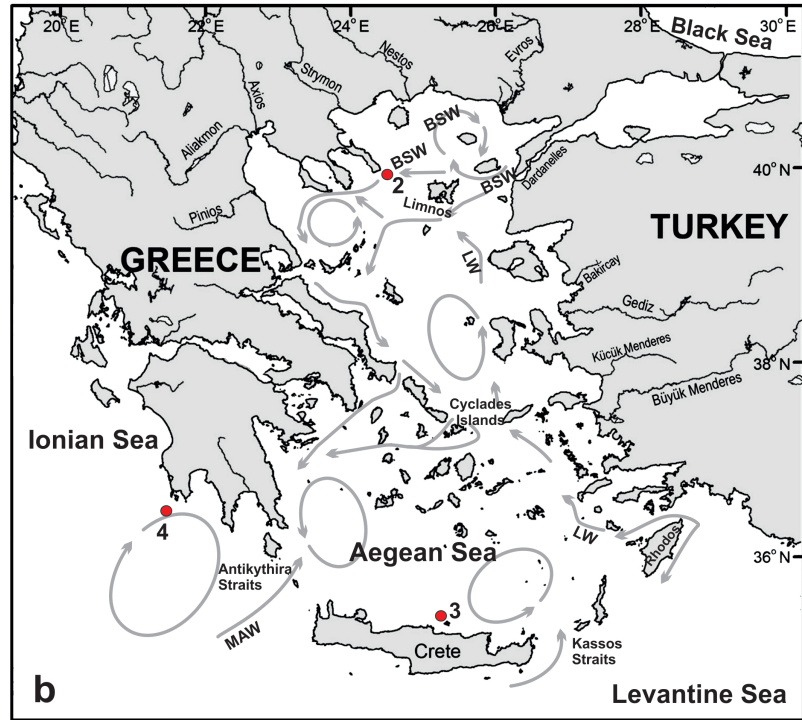 20°E 22°E 24°E 26°E 28°E 30°E
Black Sea
Nestos
Evros
Strymon
Axios
BSW
BSW
Aliakmon
BSW
Dardanelles
40°N
2
BSW
Limnos
Pinios
TURKEY
GREECE
LW
Bakircay
Gediz
Kücük Menderes
38°N
Büyük Menderes
Cyclades
Islands
Ionian Sea
4
Aegean Sea
LW
Rhodos
36°N
Antikythira
Straits
3
MAW
Crete
Kassos
Straits
b
Levantine Sea